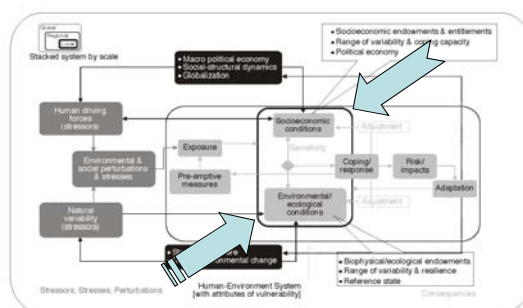 Global
Regional
Local
Stacked system by scale
• Macro political economy
• Social-structural dynamics
• Globalization
• Socioeconomic endowments & entitlements
• Range of variability & coping capacity
• Political economy
Human driving
forces
(stressors)
Environmental &
social perturbations
& stresses
Natural
variability
(stressors)
Exposure
Pre-emptive
measures
Socioeconomic
conditions
Sensitivity
Environmental/
ecological
conditions
Adjustment
Coping/
response
Risk/
impacts
Adaptation
Adjustment
• Biophysical/ecological endowments
• Range of variability & resilience
• Reference state
Human-Environment System
[with attributes of vulnerability]
Stressors, Stresses, Perturbations
Consequences